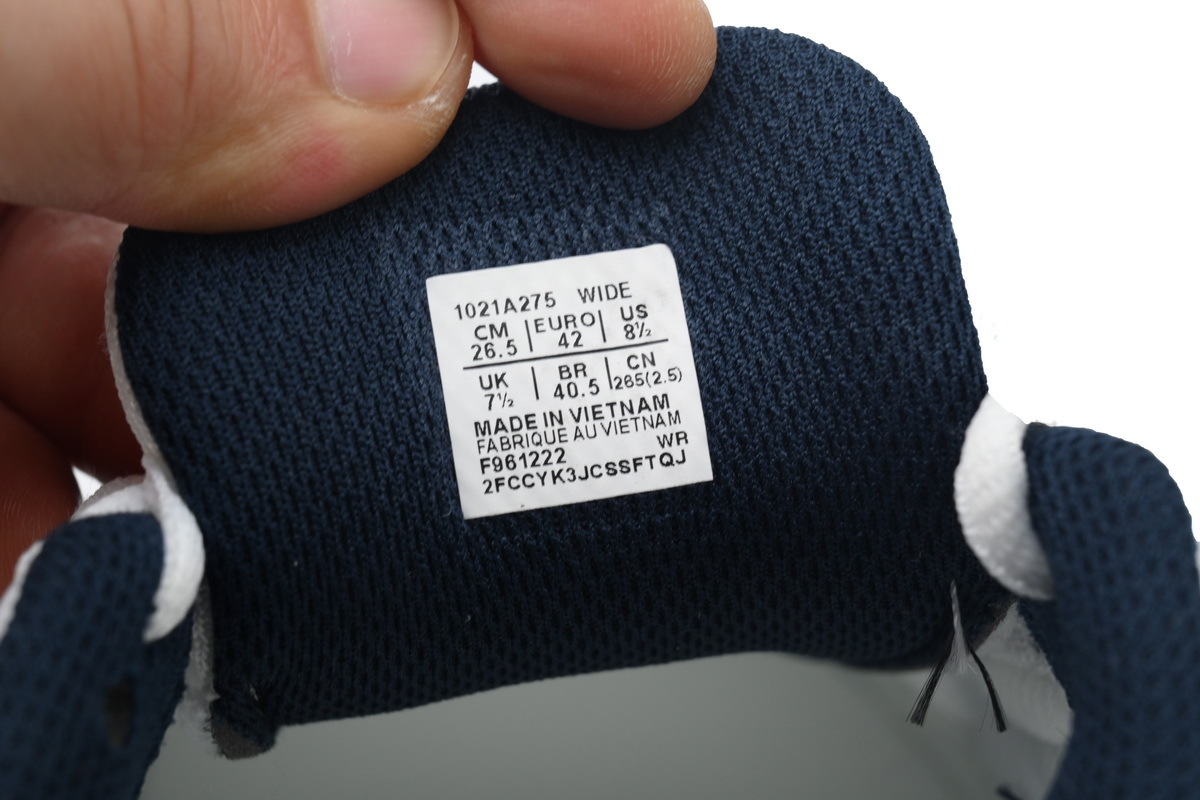 1021A275 WIDE
CM EURO US
26.5 42 8½
UK BR CN
7½ 40.5 265(2.5)
MADE IN VIETNAM
FABRIQUE AU VIETNAM
F961222 WR
2FCCYK3JCSSFTQJ